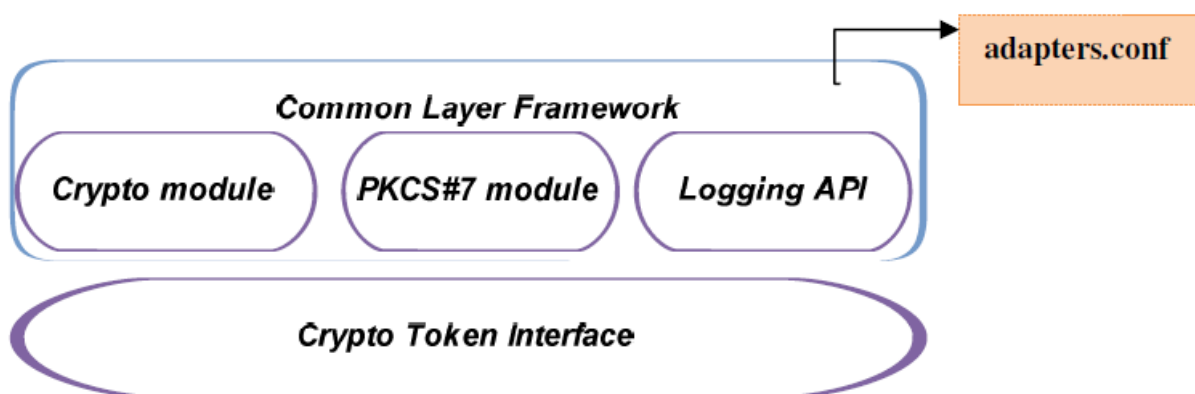 adapters.conf
Common Layer Framework
Crypto module
PKCS#7 module
Logging API
Crypto Token Interface